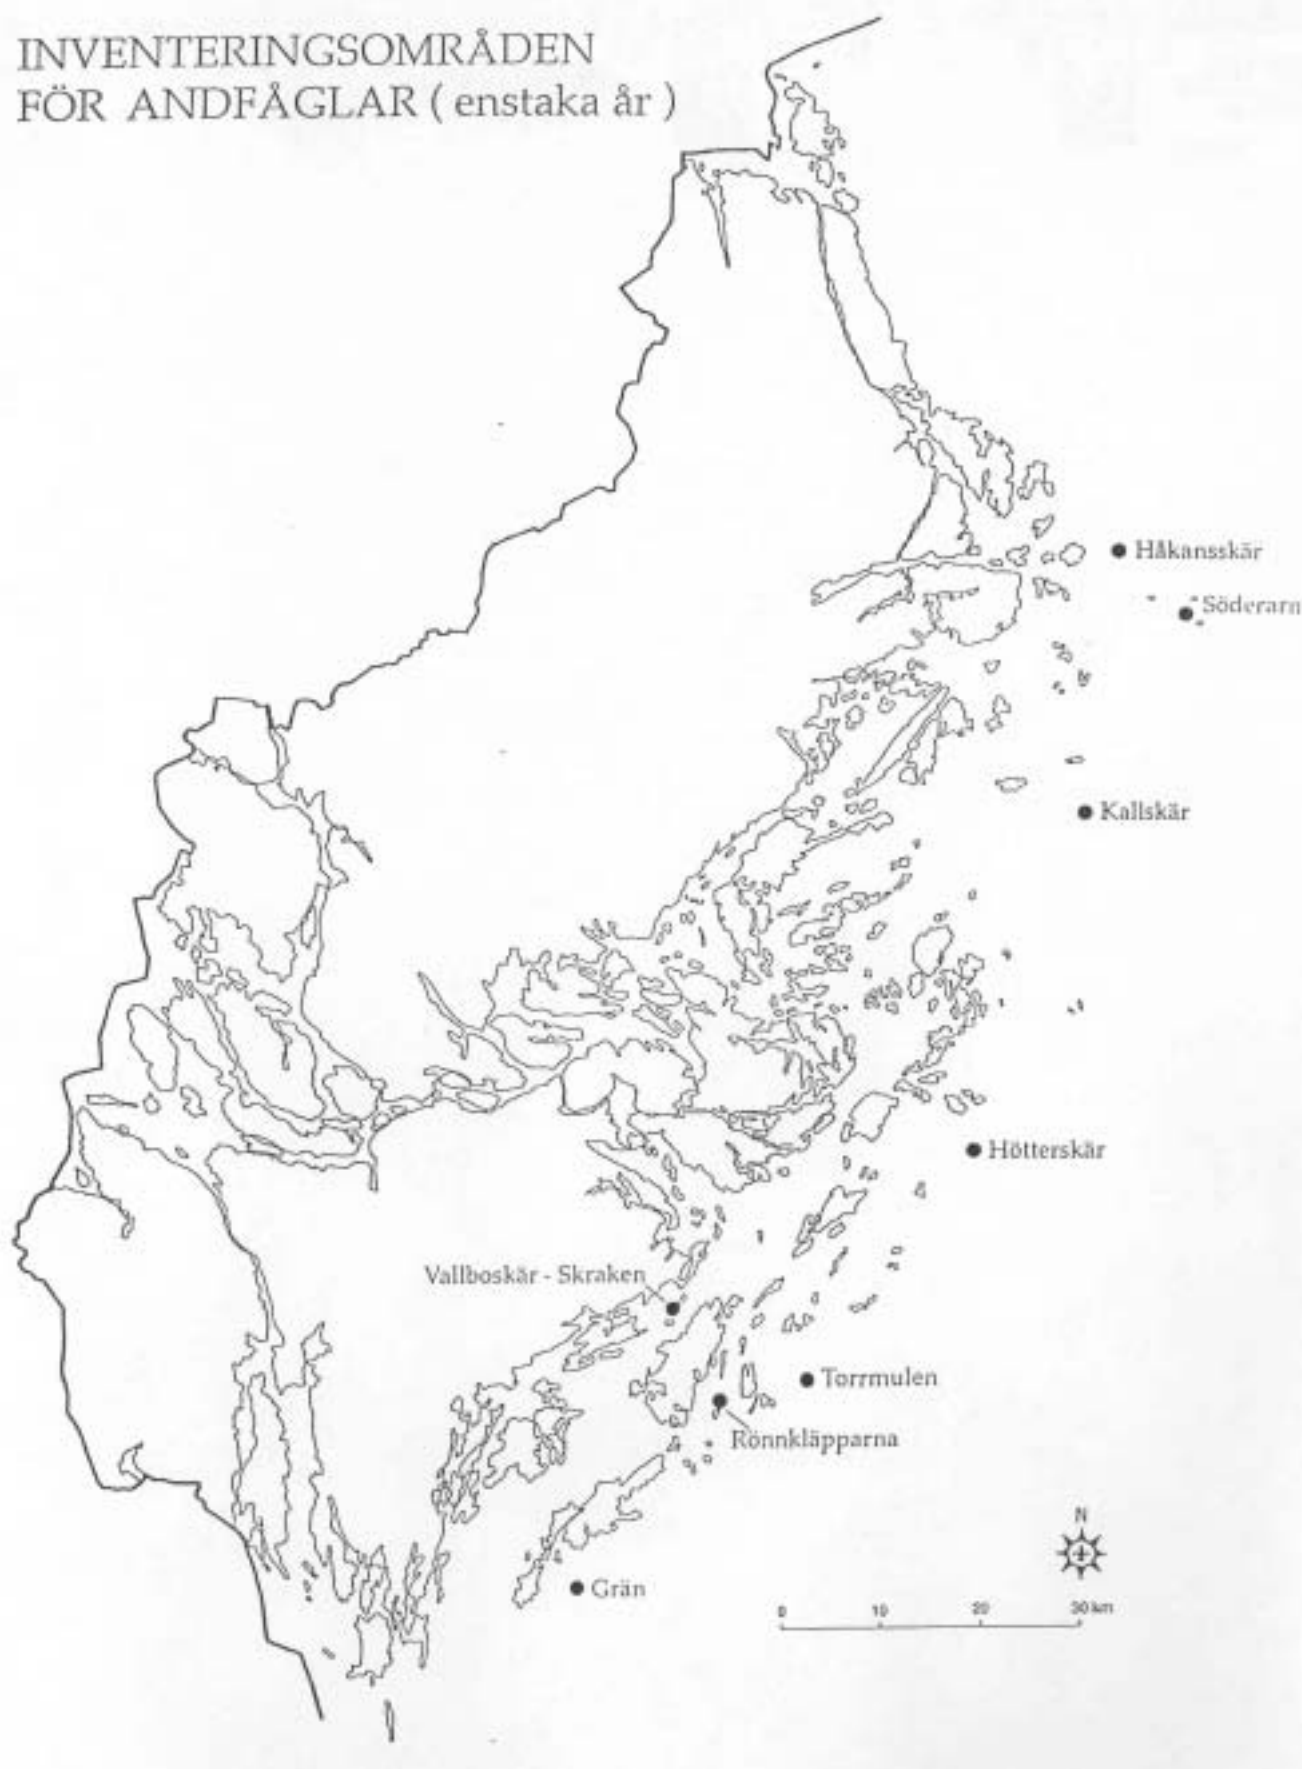 INVENTERINGSOMRÅDEN
FÖR ANDFÅGLAR ( enstaka år )
Håkansskär
Söderarm
Kallskär
Hötterskär
Vallboskär - Skraken
Torrmulen
Rönnkläpparna
Grän
N
0 10 20 30 km